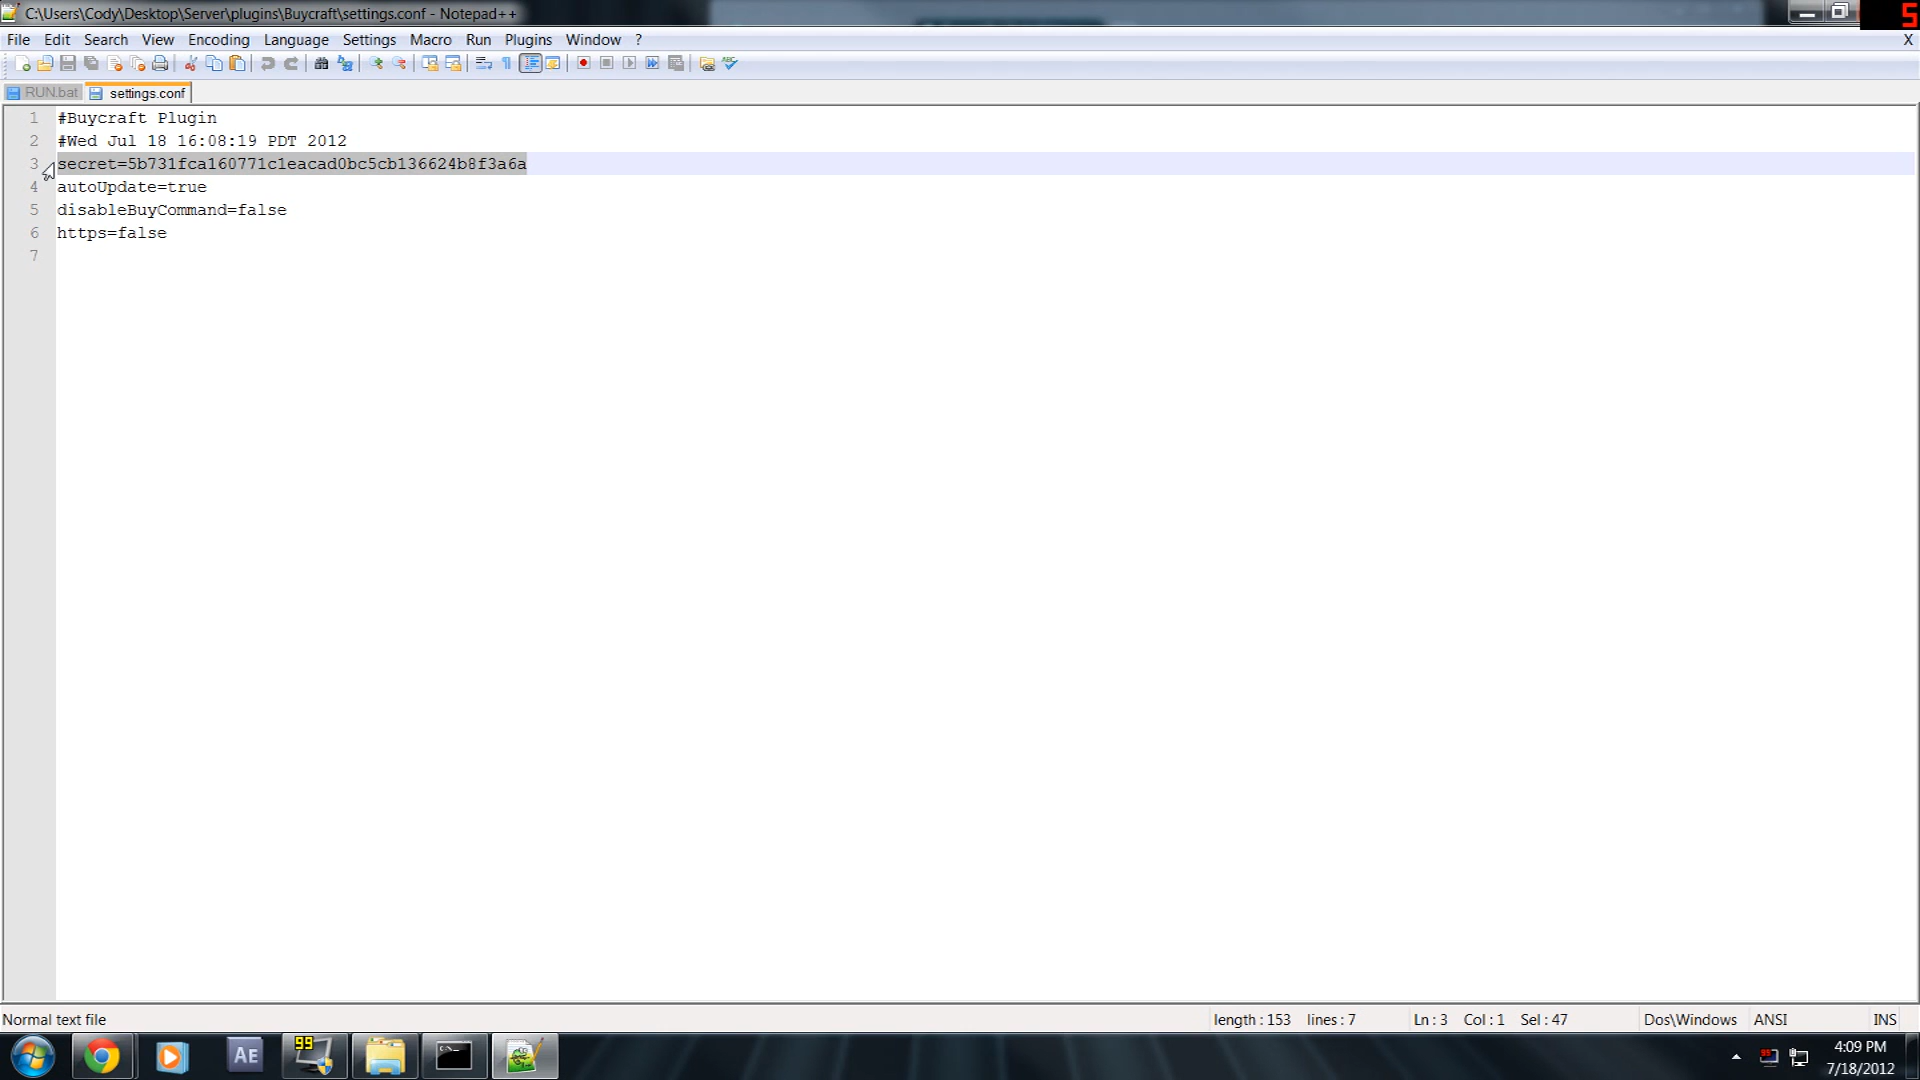 C:\Users\Cody\Desktop\Server\plugins\Buycraft\settings.conf - Notepad++
5
File Edit Search View Encoding Language Settings Macro Run Plugins Window ?
X
RUN.bat settings.conf
1 #Buycraft Plugin
2 #Wed Jul 18 16:08:19 PDT 2012
3 secret=5b731fca160771c1eacad0bc5cb136624b8f3a6a
4 autoUpdate=true
5 disableBuyCommand=false
6 https=false
7
Normal text file length : 153 lines : 7 Ln : 3 Col : 1 Sel : 47 Dos\Windows ANSI INS
AE 99
4:09 PM
7/18/2012